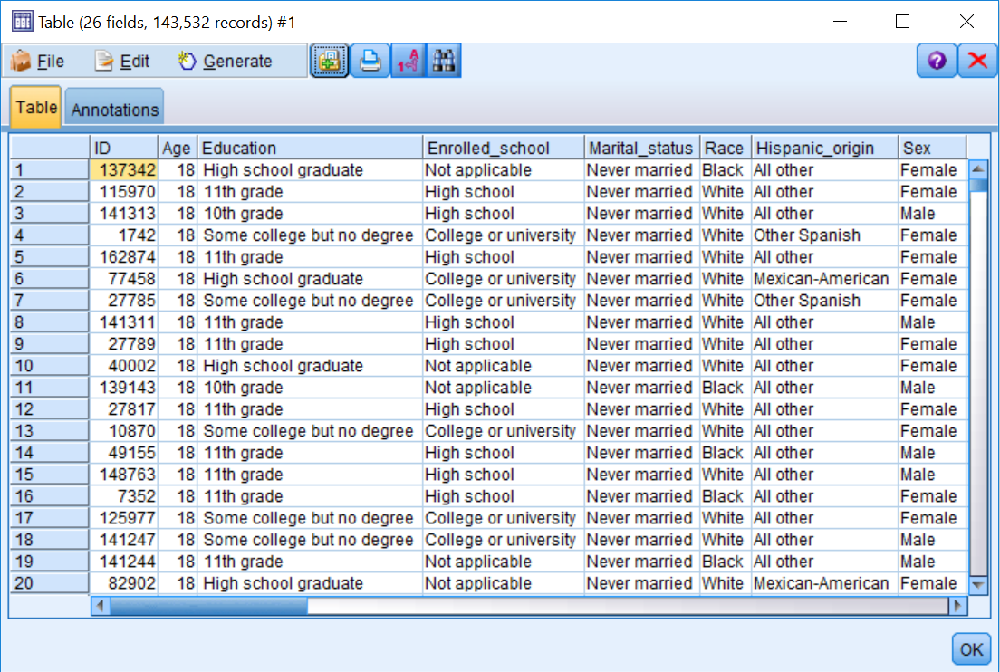 Table (26 fields, 143,532 records) #1
File Edit Generate
Table Annotations
ID Age Education Enrolled_school Marital_status Race Hispanic_origin Sex
1 137342 18 High school graduate Not applicable Never married Black All other Female
2 115970 18 11th grade High school Never married White All other Female
3 141313 18 10th grade High school Never married White All other Male
4 1742 18 Some college but no degree College or university Never married White Other Spanish Female
5 162874 18 11th grade High school Never married White All other Female
6 77458 18 High school graduate College or university Never married White Mexican-American Female
7 27785 18 Some college but no degree College or university Never married White Other Spanish Female
8 141311 18 11th grade High school Never married White All other Male
9 27789 18 11th grade High school Never married White All other Female
10 40002 18 High school graduate Not applicable Never married White All other Female
11 139143 18 10th grade Not applicable Never married Black All other Male
12 27817 18 11th grade High school Never married White All other Female
13 10870 18 Some college but no degree College or university Never married White All other Female
14 49155 18 11th grade High school Never married Black All other Male
15 148763 18 11th grade High school Never married White All other Male
16 7352 18 11th grade High school Never married Black All other Female
17 125977 18 Some college but no degree College or university Never married White All other Female
18 141247 18 Some college but no degree College or university Never married White All other Male
19 141244 18 11th grade Not applicable Never married Black All other Male
20 82902 18 High school graduate Not applicable Never married White Mexican-American Female
OK